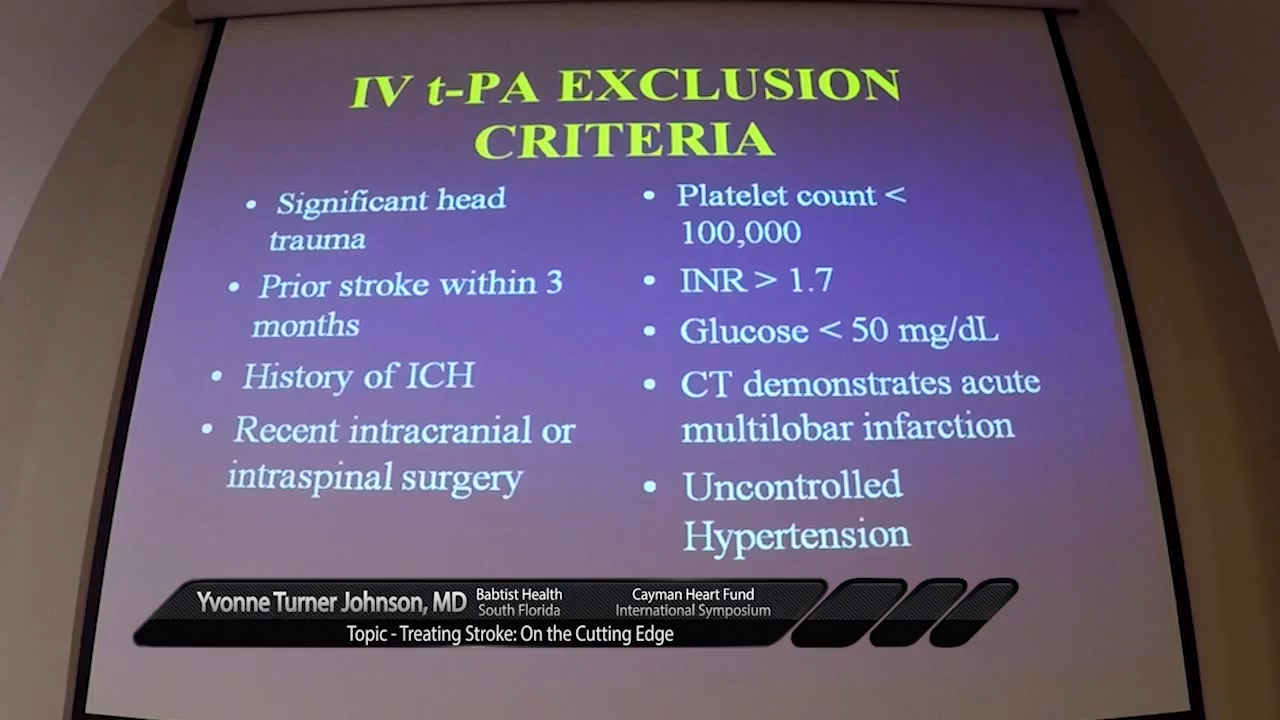 IV t-PA EXCLUSION
CRITERIA
• Significant head
trauma
• Prior stroke within 3
months
• History of ICH
• Recent intracranial or
intraspinal surgery
• Platelet count <
100,000
• INR > 1.7
• Glucose < 50 mg/dL
• CT demonstrates acute
multilobar infarction
• Uncontrolled
Hypertension
Yvonne Turner Johnson, MD
Babtist Health
South Florida
Cayman Heart Fund
International Symposium
Topic - Treating Stroke: On the Cutting Edge